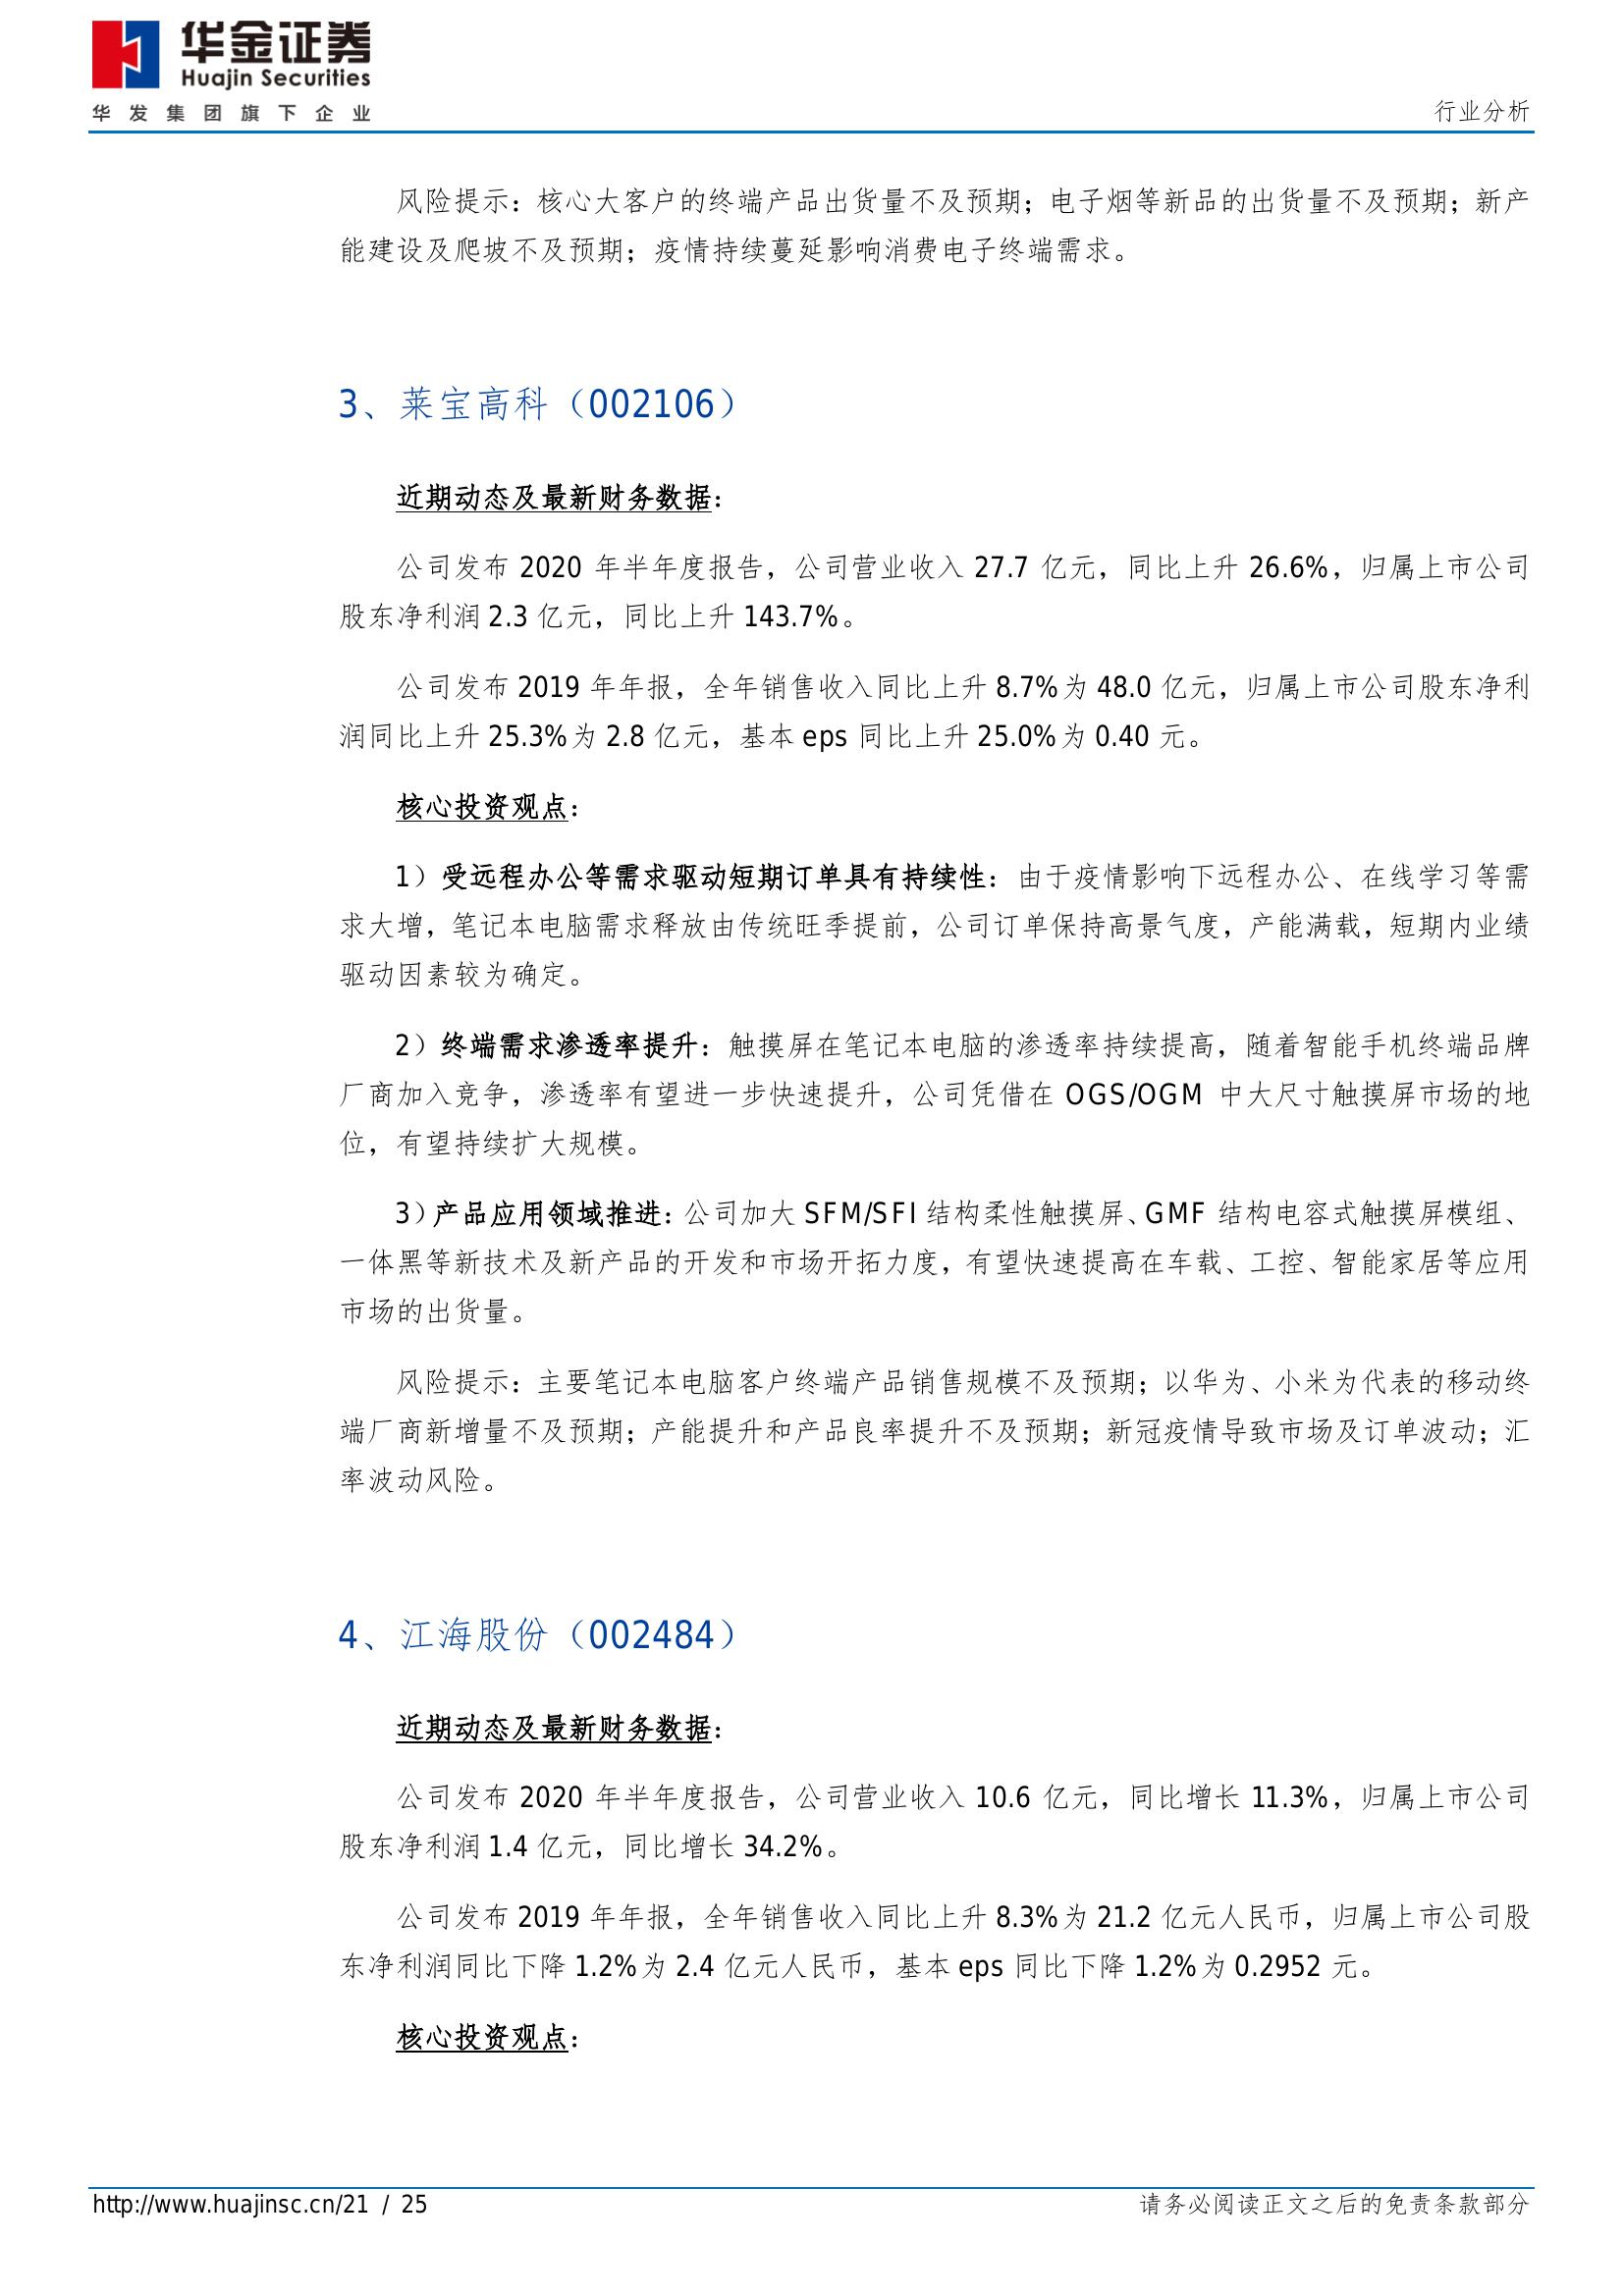 华金证券
Huajin Securities
华发集团旗下企业
行业分析
风险提示：核心大客户的终端产品出货量不及预期；电子烟等新品的出货量不及预期；新产
能建设及爬坡不及预期；疫情持续蔓延影响消费电子终端需求。
3、莱宝高科（002106）
近期动态及最新财务数据：
公司发布 2020 年半年度报告，公司营业收入 27.7 亿元，同比上升 26.6%，归属上市公司
股东净利润 2.3 亿元，同比上升 143.7%。
公司发布 2019 年年报，全年销售收入同比上升 8.7%为 48.0 亿元，归属上市公司股东净利
润同比上升 25.3%为 2.8 亿元，基本 eps 同比上升 25.0%为 0.40 元。
核心投资观点：
1）受远程办公等需求驱动短期订单具有持续性：由于疫情影响下远程办公、在线学习等需
求大增，笔记本电脑需求释放由传统旺季提前，公司订单保持高景气度，产能满载，短期内业绩
驱动因素较为确定。
2）终端需求渗透率提升：触摸屏在笔记本电脑的渗透率持续提高，随着智能手机终端品牌
厂商加入竞争，渗透率有望进一步快速提升，公司凭借在 OGS/OGM 中大尺寸触摸屏市场的地
位，有望持续扩大规模。
3）产品应用领域推进：公司加大 SFM/SFI 结构柔性触摸屏、GMF 结构电容式触摸屏模组、
一体黑等新技术及新产品的开发和市场开拓力度，有望快速提高在车载、工控、智能家居等应用
市场的出货量。
风险提示：主要笔记本电脑客户终端产品销售规模不及预期；以华为、小米为代表的移动终
端厂商新增量不及预期；产能提升和产品良率提升不及预期；新冠疫情导致市场及订单波动；汇
率波动风险。
4、江海股份（002484）
近期动态及最新财务数据：
公司发布 2020 年半年度报告，公司营业收入 10.6 亿元，同比增长 11.3%，归属上市公司
股东净利润 1.4 亿元，同比增长 34.2%。
公司发布 2019 年年报，全年销售收入同比上升 8.3%为 21.2 亿元人民币，归属上市公司股
东净利润同比下降 1.2%为 2.4 亿元人民币，基本 eps 同比下降 1.2%为 0.2952 元。
核心投资观点：
http://www.huajinsc.cn/21 / 25
请务必阅读正文之后的免责条款部分